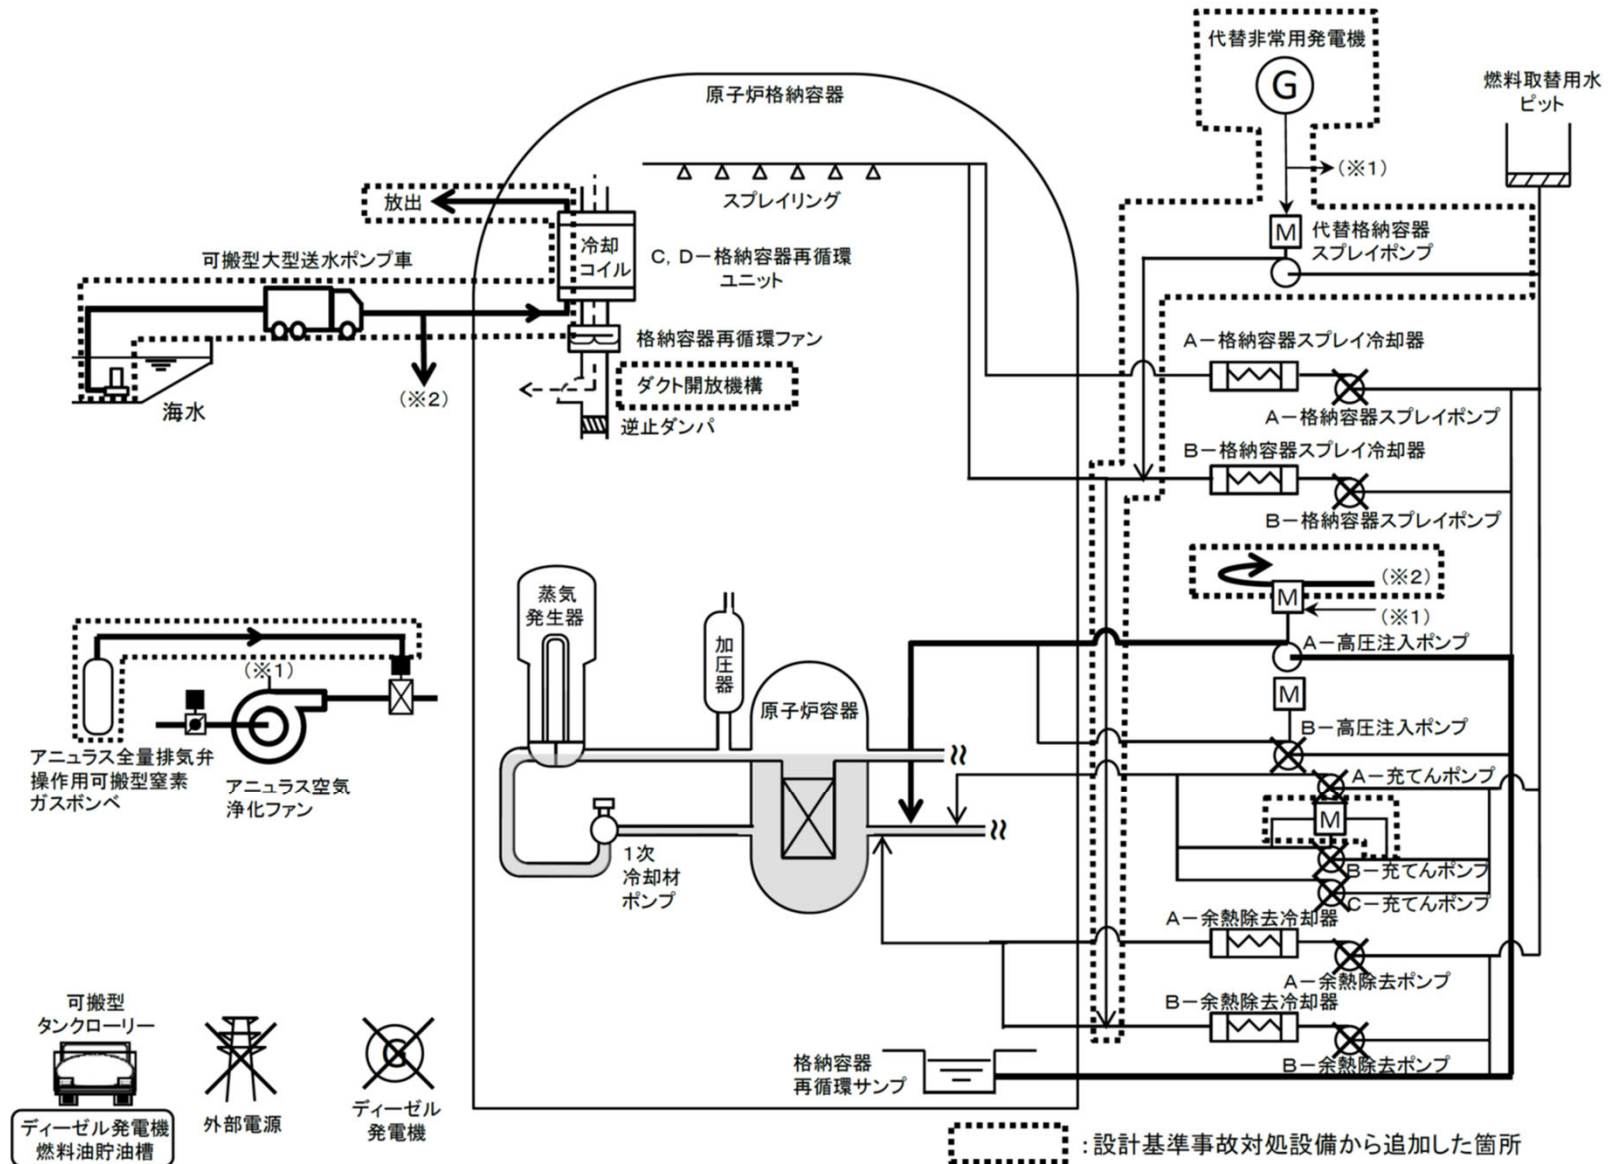 代替非常用発電機
G
(※1)
燃料取替用水
ピット
原子炉格納容器
スプレイリング
放出
冷却
コイル
C, D－格納容器再循環
ユニット
可搬型大型送水ポンプ車
格納容器再循環ファン
ダクト開放機構
逆止ダンパ
(※2)
海水
M
代替格納容器
スプレイポンプ
A－格納容器スプレイ冷却器
A－格納容器スプレイポンプ
B－格納容器スプレイ冷却器
B－格納容器スプレイポンプ
(※2)
M
(※1)
A－高圧注入ポンプ
M
B－高圧注入ポンプ
A－充てんポンプ
M
B－充てんポンプ
C－充てんポンプ
A－余熱除去冷却器
A－余熱除去ポンプ
B－余熱除去冷却器
B－余熱除去ポンプ
蒸気
発生器
加
圧
器
原子炉容器
1次
冷却材
ポンプ
(※1)
アニュラス全量排気弁
操作用可搬型窒素
ガスボンベ
アニュラス空気
浄化ファン
格納容器
再循環サンプ
可搬型
タンクローリー
ディーゼル発電機
燃料油貯油槽
外部電源
G
ディーゼル
発電機
：設計基準事故対処設備から追加した箇所